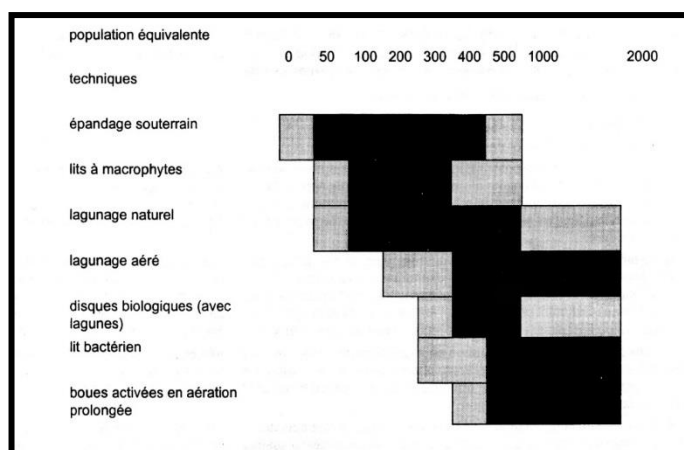 population équivalente
0 50 100 200 300 400 500 1000 2000
techniques
épandage souterrain
lits à macrophytes
lagunage naturel
lagunage aéré
disques biologiques (avec
lagunes)
lit bactérien
boues activées en aération
prolongée